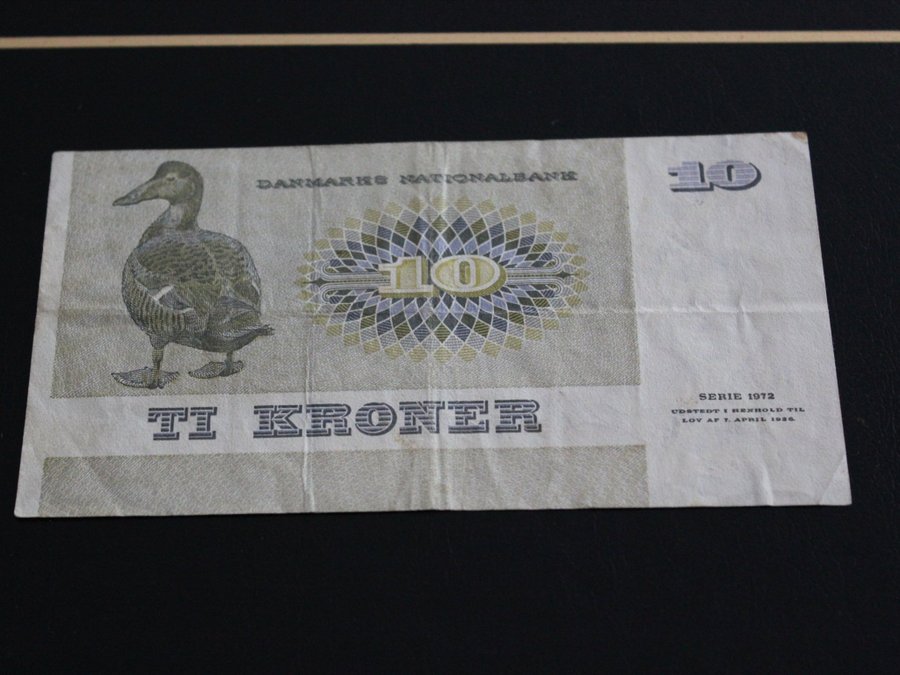 DANMARKS NATIONALBANK
10
10
TI KRONER
SERIE 1972
UDSTEDT I HENHOLD TIL
LOV AF 7. APRIL 1936.